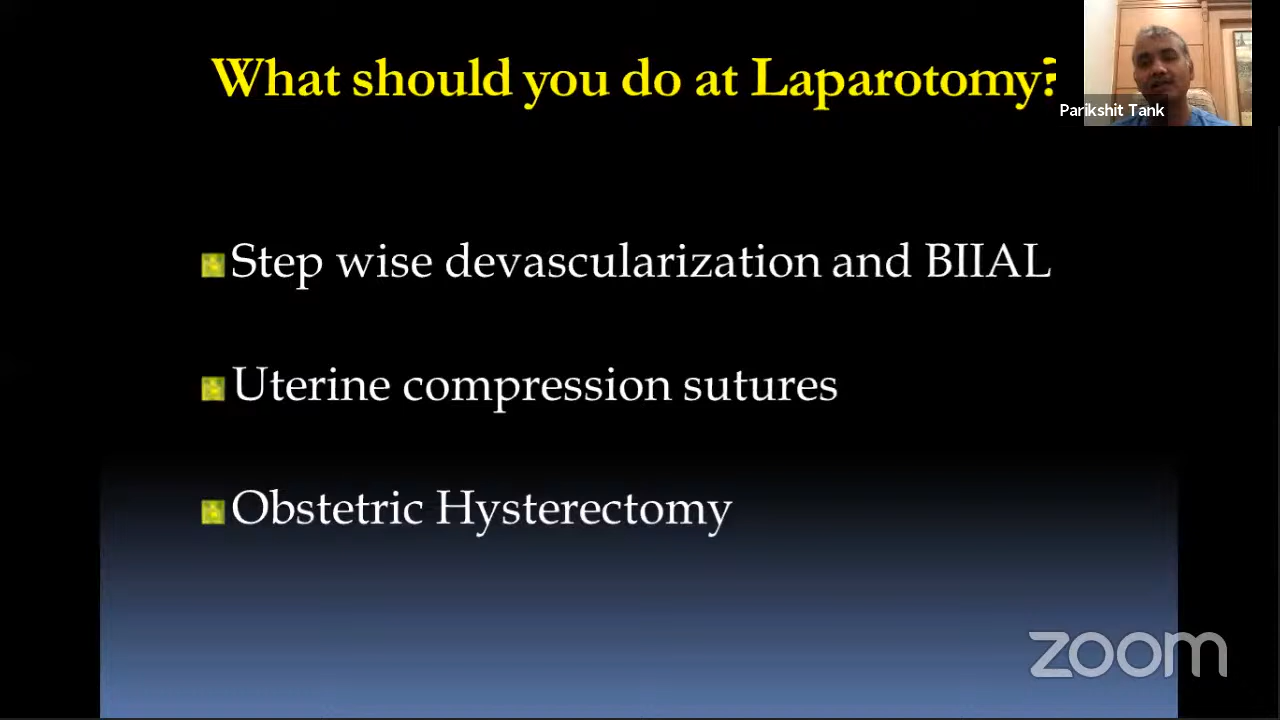 What should you do at Laparotomy?
Parikshit Tank
Step wise devascularization and BIIAL
Uterine compression sutures
Obstetric Hysterectomy
zoom